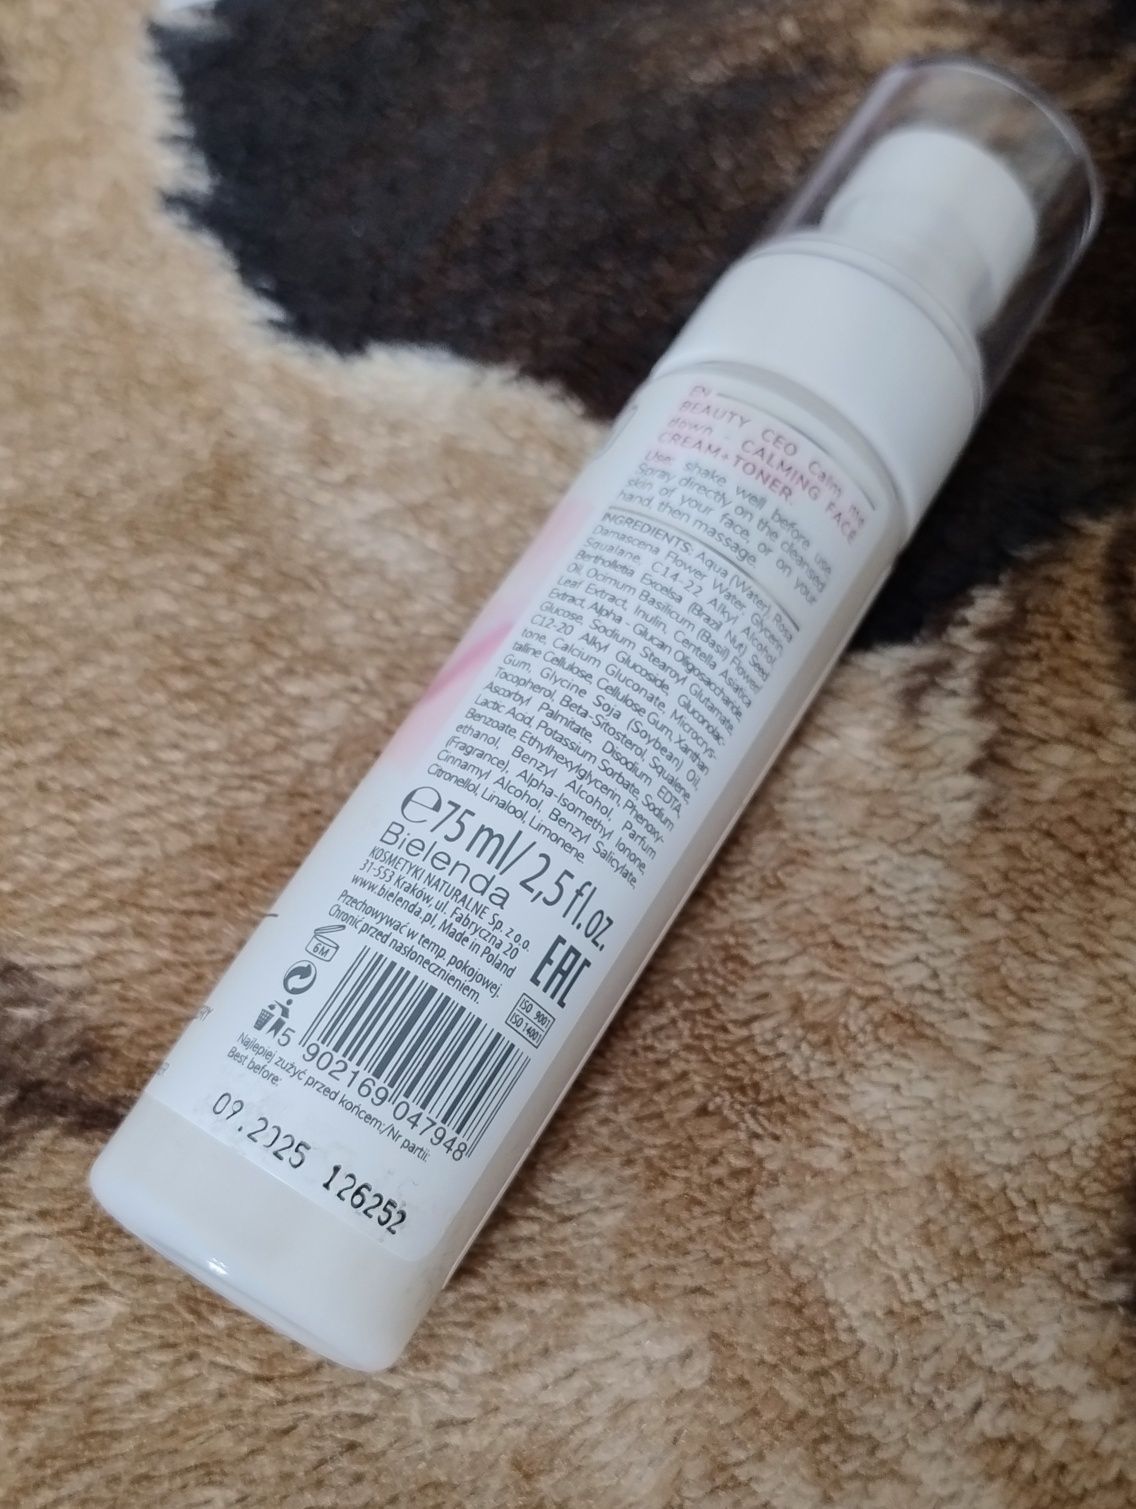 EN
BEAUTY CEO Calm me
down - CALMING FACE
CREAM+TONER
Use: shake well before use.
Spray directly on the cleansed
skin of your face, or on your
hand, then massage.
INGREDIENTS: Aqua (Water), Rosa
Damascena Flower Water, Glycerin,
Squalane, C14-22 Alkyl Alcohol,
Bertholletia Excelsa (Brazil Nut) Seed
Oil, Ocimum Basilicum (Basil) Flower/
Leaf Extract, Inulin, Centella Asiatica
Extract, Alpha - Glucan Oligosaccharide,
Glucose, Sodium Stearoyl Glutamate,
C12-20 Alkyl Glucoside, Gluconolac-
tone, Calcium Gluconate, Microcrys-
talline Cellulose, Cellulose Gum, Xanthan
Gum, Glycine Soja (Soybean) Oil,
Tocopherol, Beta-Sitosterol, Squalene,
Ascorbyl Palmitate, Disodium EDTA,
Lactic Acid, Potassium Sorbate, Sodium
Benzoate, Ethylhexylglycerin, Phenoxy-
ethanol, Benzyl Alcohol, Parfum
(Fragrance), Alpha-Isomethyl Ionone,
Cinnamyl Alcohol, Benzyl Salicylate,
Citronellol, Linalool, Limonene.
℮75 ml/ 2,5 fl.oz.
Bielenda
KOSMETYKI NATURALNE Sp. z o.o.
31-553 Kraków, ul. Fabryczna 20
www.bielenda.pl, Made in Poland
Przechowywać w temp. pokojowej.
Chronić przed nasłonecznieniem.
EAC
6M
ISO 9001
ISO 14001
5 902169 047948
Najlepiej zużyć przed końcem:/Nr partii:
Best before:
09.2025 126252